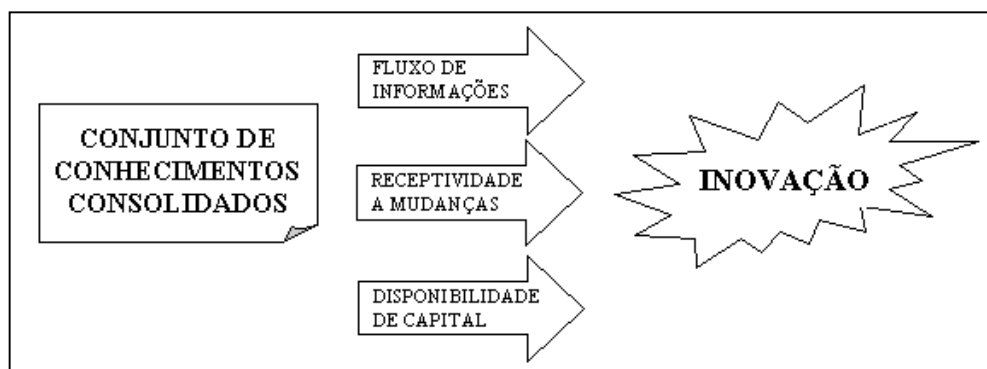 CONJUNTO DE
CONHECIMENTOS
CONSOLIDADOS
FLUXO DE
INFORMAÇÕES
RECEPTIVIDADE
A MUDANÇAS
DISPONIBILIDADE
DE CAPITAL
INOVAÇÃO